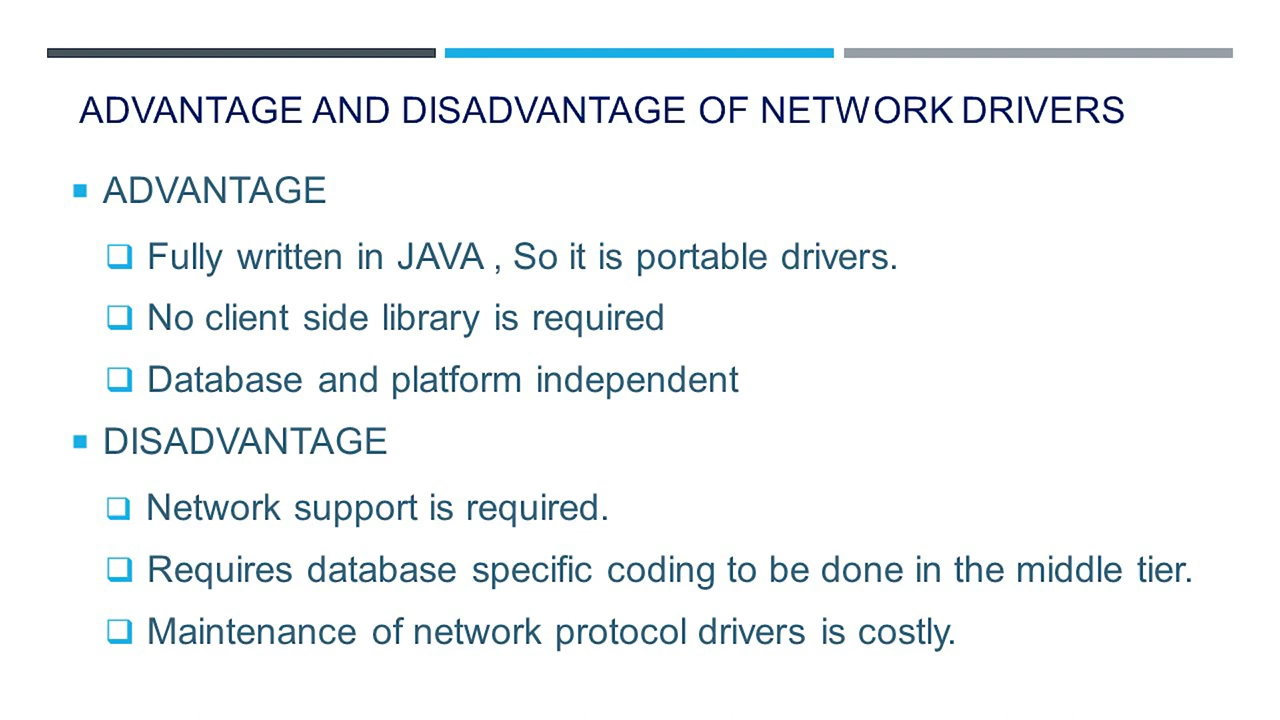 ADVANTAGE AND DISADVANTAGE OF NETWORK DRIVERS
ADVANTAGE
Fully written in JAVA , So it is portable drivers.
No client side library is required
Database and platform independent
DISADVANTAGE
Network support is required.
Requires database specific coding to be done in the middle tier.
Maintenance of network protocol drivers is costly.